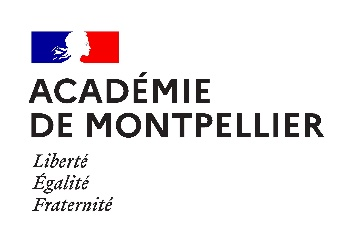 ACADÉMIE
DE MONTPELLIER
Liberté
Égalité
Fraternité